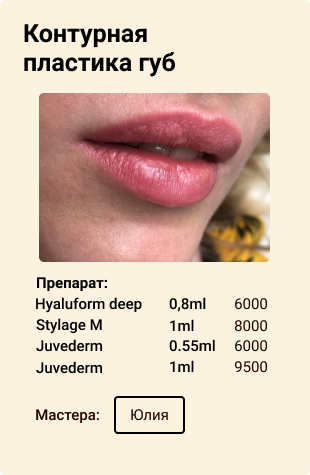 Контурная
пластика губ
Препарат:
Hyaluform deep 0,8ml 6000
Stylage M 1ml 8000
Juvederm 0.55ml 6000
Juvederm 1ml 9500
Мастера: Юлия